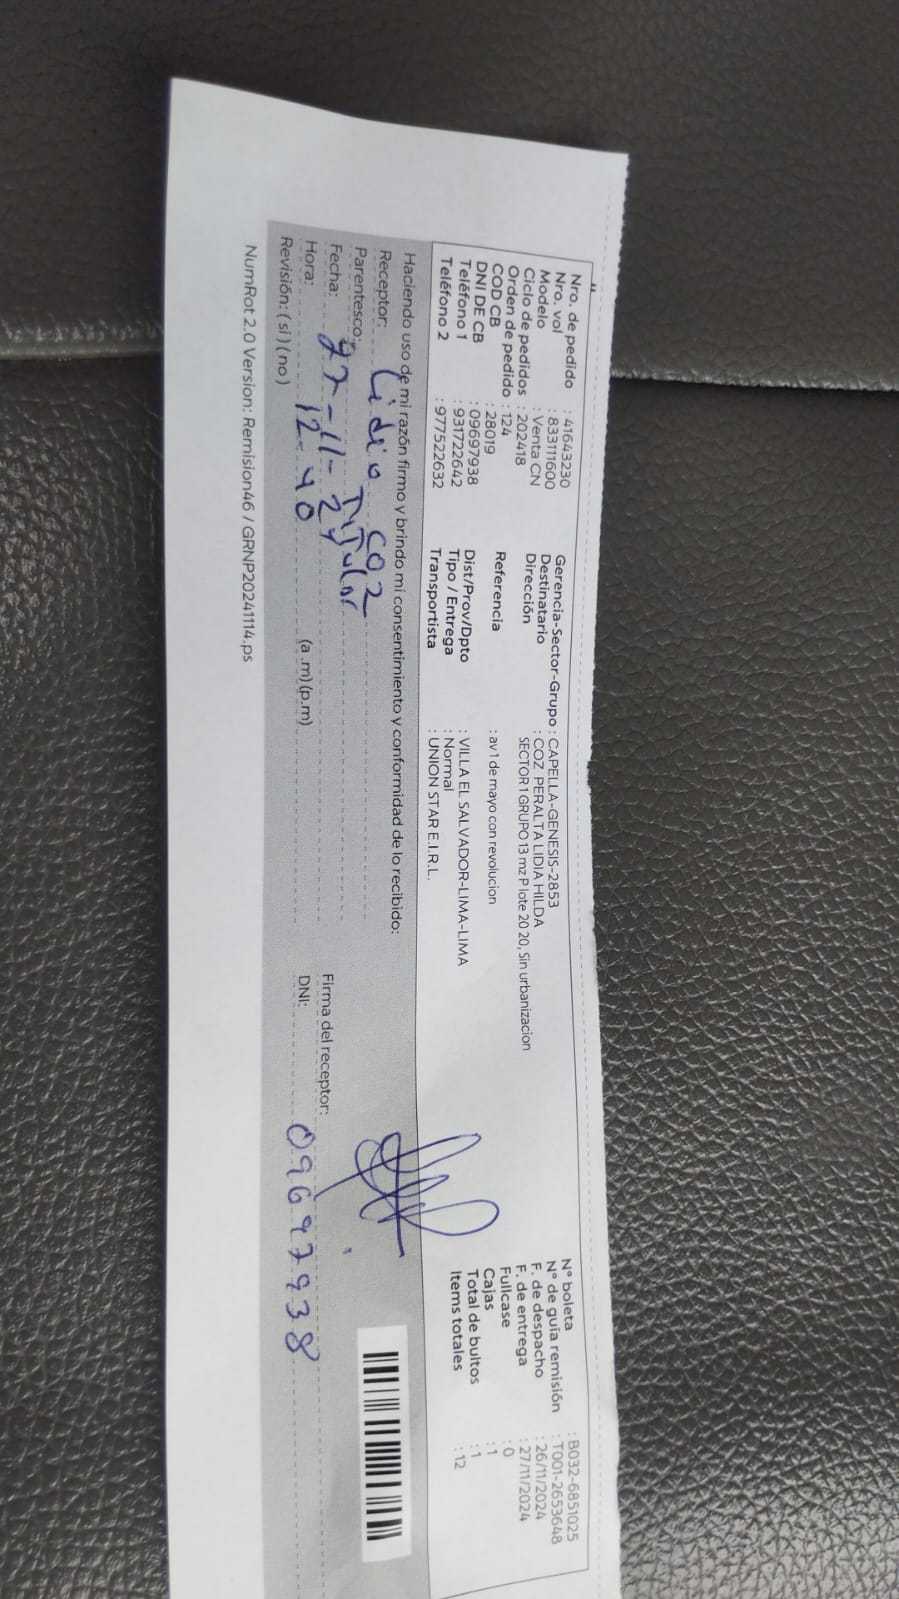 Nro. de pedido : 41643230
Nro. vol : 833111600
Modelo : Venta CN
Ciclo de pedidos : 202418
Orden de pedido : 124
COD CB : 28019
DNI DE CB : 09697938
Teléfono 1 : 931722642
Teléfono 2 : 977522632
Gerencia-Sector-Grupo : CAPELLA-GENESIS-2853
Destinatario : COZ PERALTA LIDIA HILDA
Dirección SECTOR 1 GRUPO 13 mz P lote 20 20, Sin urbanizacion
Referencia : av 1 de mayo con revolucion
Dist/Prov/Dpto : VILLA EL SALVADOR-LIMA-LIMA
Tipo / Entrega : Normal
Transportista : UNION STAR E.I.R.L.
N° boleta : B032-6851025
N° de guía remisión : T001-2653648
F. de despacho : 26/11/2024
F. de entrega : 27/11/2024
Fullcase : 0
Cajas : 1
Total de bultos : 1
Items totales : 12
Haciendo uso de mi razón firmo y brindo mi consentimiento y conformidad de lo recibido:
Receptor: Lidia Coz
Parentesco: Titular
Fecha: 27-11-24
Hora: 12-40 (a .m) (p.m)
Revisión: ( si ) ( no )
Firma del receptor:
DNI: 09697938
NumRot 2.0 Version: Remision46 / GRNP20241114.ps